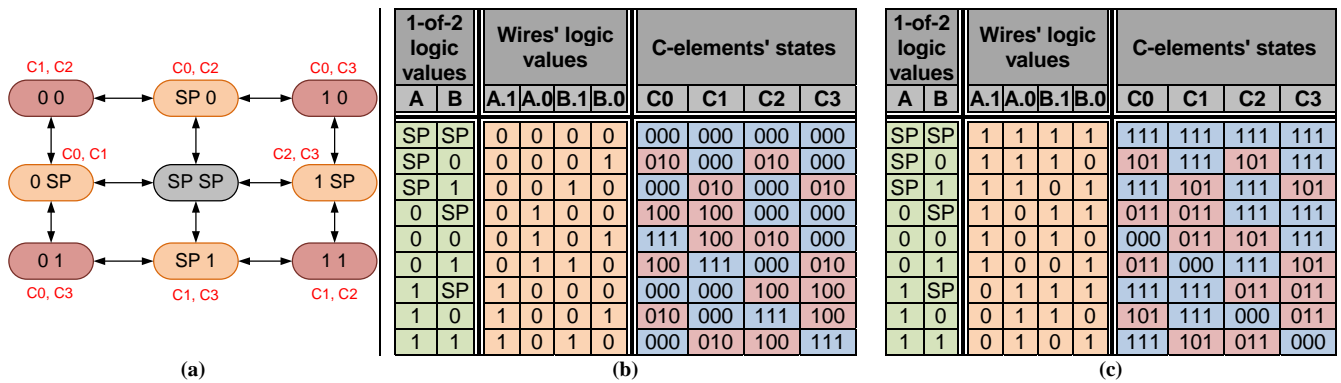 C1, C2 C0, C2 C0, C3
0 0 SP 0 1 0
C0, C1 C2, C3
0 SP SP SP 1 SP
0 1 SP 1 1 1
C0, C3 C1, C3 C1, C2
(a)
1-of-2 logic values Wires' logic values C-elements' states
A B A.1 A.0 B.1 B.0 C0 C1 C2 C3
SP SP 0 0 0 0 000 000 000 000
SP 0 0 0 0 1 010 000 010 000
SP 1 0 0 1 0 000 010 000 010
0 SP 0 1 0 0 100 100 000 000
0 0 0 1 0 1 111 100 010 000
0 1 0 1 1 0 100 111 000 010
1 SP 1 0 0 0 000 000 100 100
1 0 1 0 0 1 010 000 111 100
1 1 1 0 1 0 000 010 100 111
(b)
1-of-2 logic values Wires' logic values C-elements' states
A B A.1 A.0 B.1 B.0 C0 C1 C2 C3
SP SP 1 1 1 1 111 111 111 111
SP 0 1 1 1 0 101 111 101 111
SP 1 1 1 0 1 111 101 111 101
0 SP 1 0 1 1 011 011 111 111
0 0 1 0 1 0 000 011 101 111
0 1 1 0 0 1 011 000 111 101
1 SP 0 1 1 1 111 111 011 011
1 0 0 1 1 0 101 111 000 011
1 1 0 1 0 1 111 101 011 000
(c)